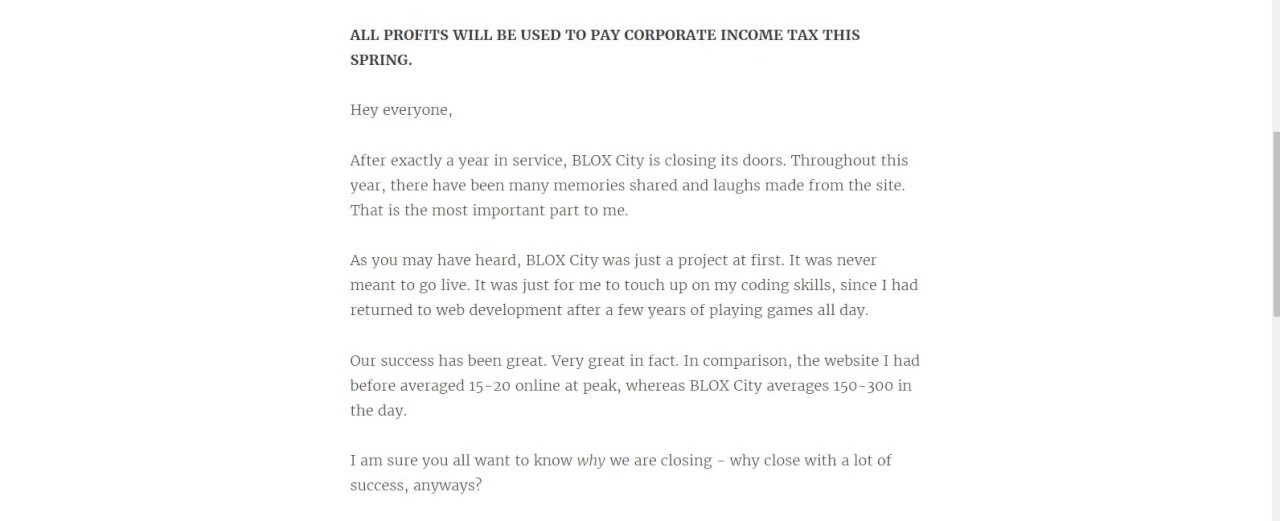 ALL PROFITS WILL BE USED TO PAY CORPORATE INCOME TAX THIS
SPRING.
Hey everyone,
After exactly a year in service, BLOX City is closing its doors. Throughout this
year, there have been many memories shared and laughs made from the site.
That is the most important part to me.
As you may have heard, BLOX City was just a project at first. It was never
meant to go live. It was just for me to touch up on my coding skills, since I had
returned to web development after a few years of playing games all day.
Our success has been great. Very great in fact. In comparison, the website I had
before averaged 15-20 online at peak, whereas BLOX City averages 150-300 in
the day.
I am sure you all want to know why we are closing - why close with a lot of
success, anyways?